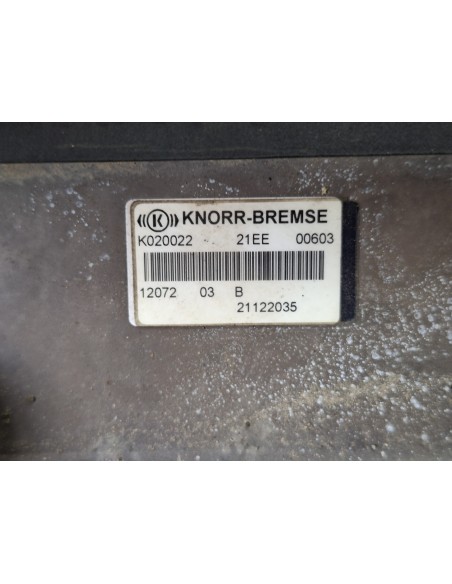 ((K)) KNORR-BREMSE
K020022 21EE 00603
12072 03 B
21122035